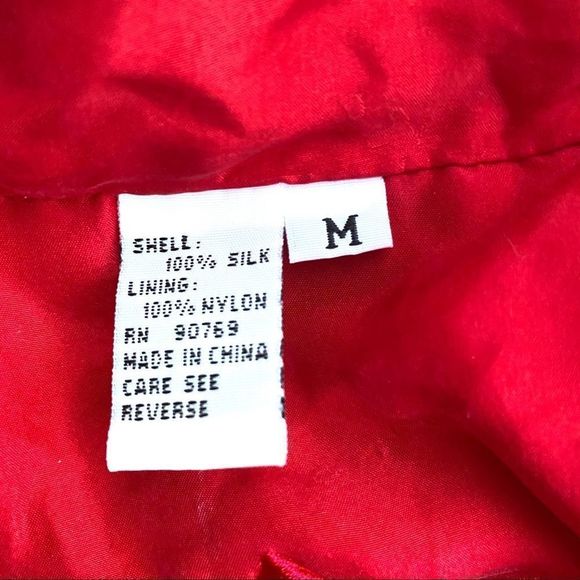 SHELL:
100% SILK
LINING:
100% NYLON
RN 90769
MADE IN CHINA
CARE SEE
REVERSE
M